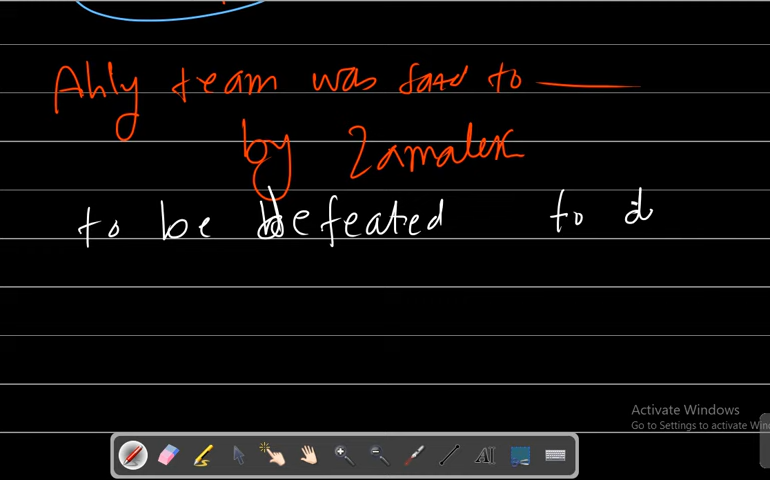 Ahly team was said to
by Zamalek
to be defeated to d
Activate Windows
Go to Settings to activate Win
AI